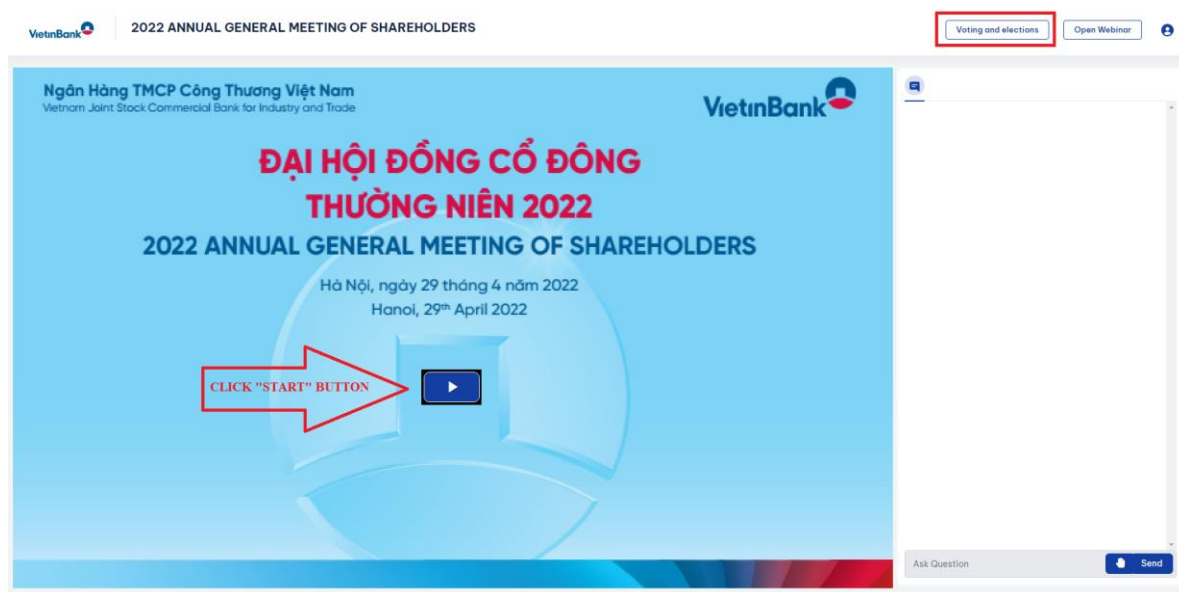 VietinBank
2022 ANNUAL GENERAL MEETING OF SHAREHOLDERS
Voting and elections
Open Webinar
Ngân Hàng TMCP Công Thương Việt Nam
Vietnam Joint Stock Commercial Bank for Industry and Trade
VietinBank
ĐẠI HỘI ĐỒNG CỔ ĐÔNG
THƯỜNG NIÊN 2022
2022 ANNUAL GENERAL MEETING OF SHAREHOLDERS
Hà Nội, ngày 29 tháng 4 năm 2022
Hanoi, 29th April 2022
CLICK "START" BUTTON
Ask Question
Send